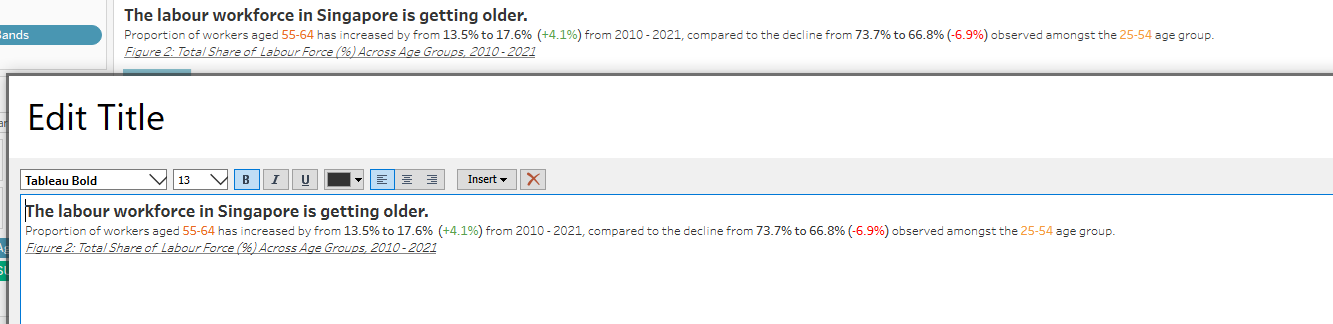 The labour workforce in Singapore is getting older.
ands
Proportion of workers aged 55-64 has increased by from 13.5% to 17.6% (+4.1%) from 2010 - 2021, compared to the decline from 73.7% to 66.8% (-6.9%) observed amongst the 25-54 age group.
Figure 2: Total Share of Labour Force (%) Across Age Groups, 2010 - 2021
Edit Title
Tableau Bold 13 B I U Insert
The labour workforce in Singapore is getting older.
Proportion of workers aged 55-64 has increased by from 13.5% to 17.6% (+4.1%) from 2010 - 2021, compared to the decline from 73.7% to 66.8% (-6.9%) observed amongst the 25-54 age group.
Figure 2: Total Share of Labour Force (%) Across Age Groups, 2010 - 2021